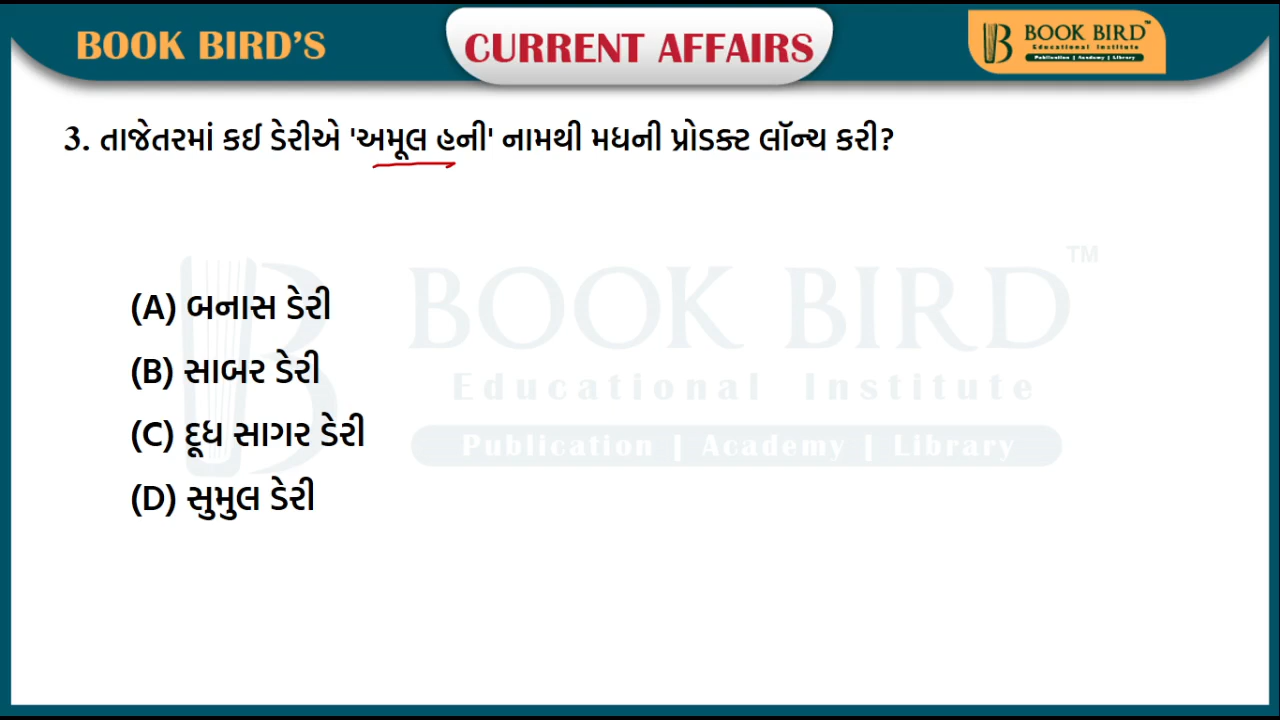 BOOK BIRD'S
CURRENT AFFAIRS
BOOK BIRD™
Educational Institute
Publication | Academy | Library
3. તાજેતરમાં કઈ ડેરીએ 'અમૂલ હની' નામથી મધની પ્રોડક્ટ લૉન્ચ કરી?
(A) બનાસ ડેરી
(B) સાબર ડેરી
(C) દૂધ સાગર ડેરી
(D) સુમુલ ડેરી
BOOK BIRD™
Educational Institute
Publication | Academy | Library